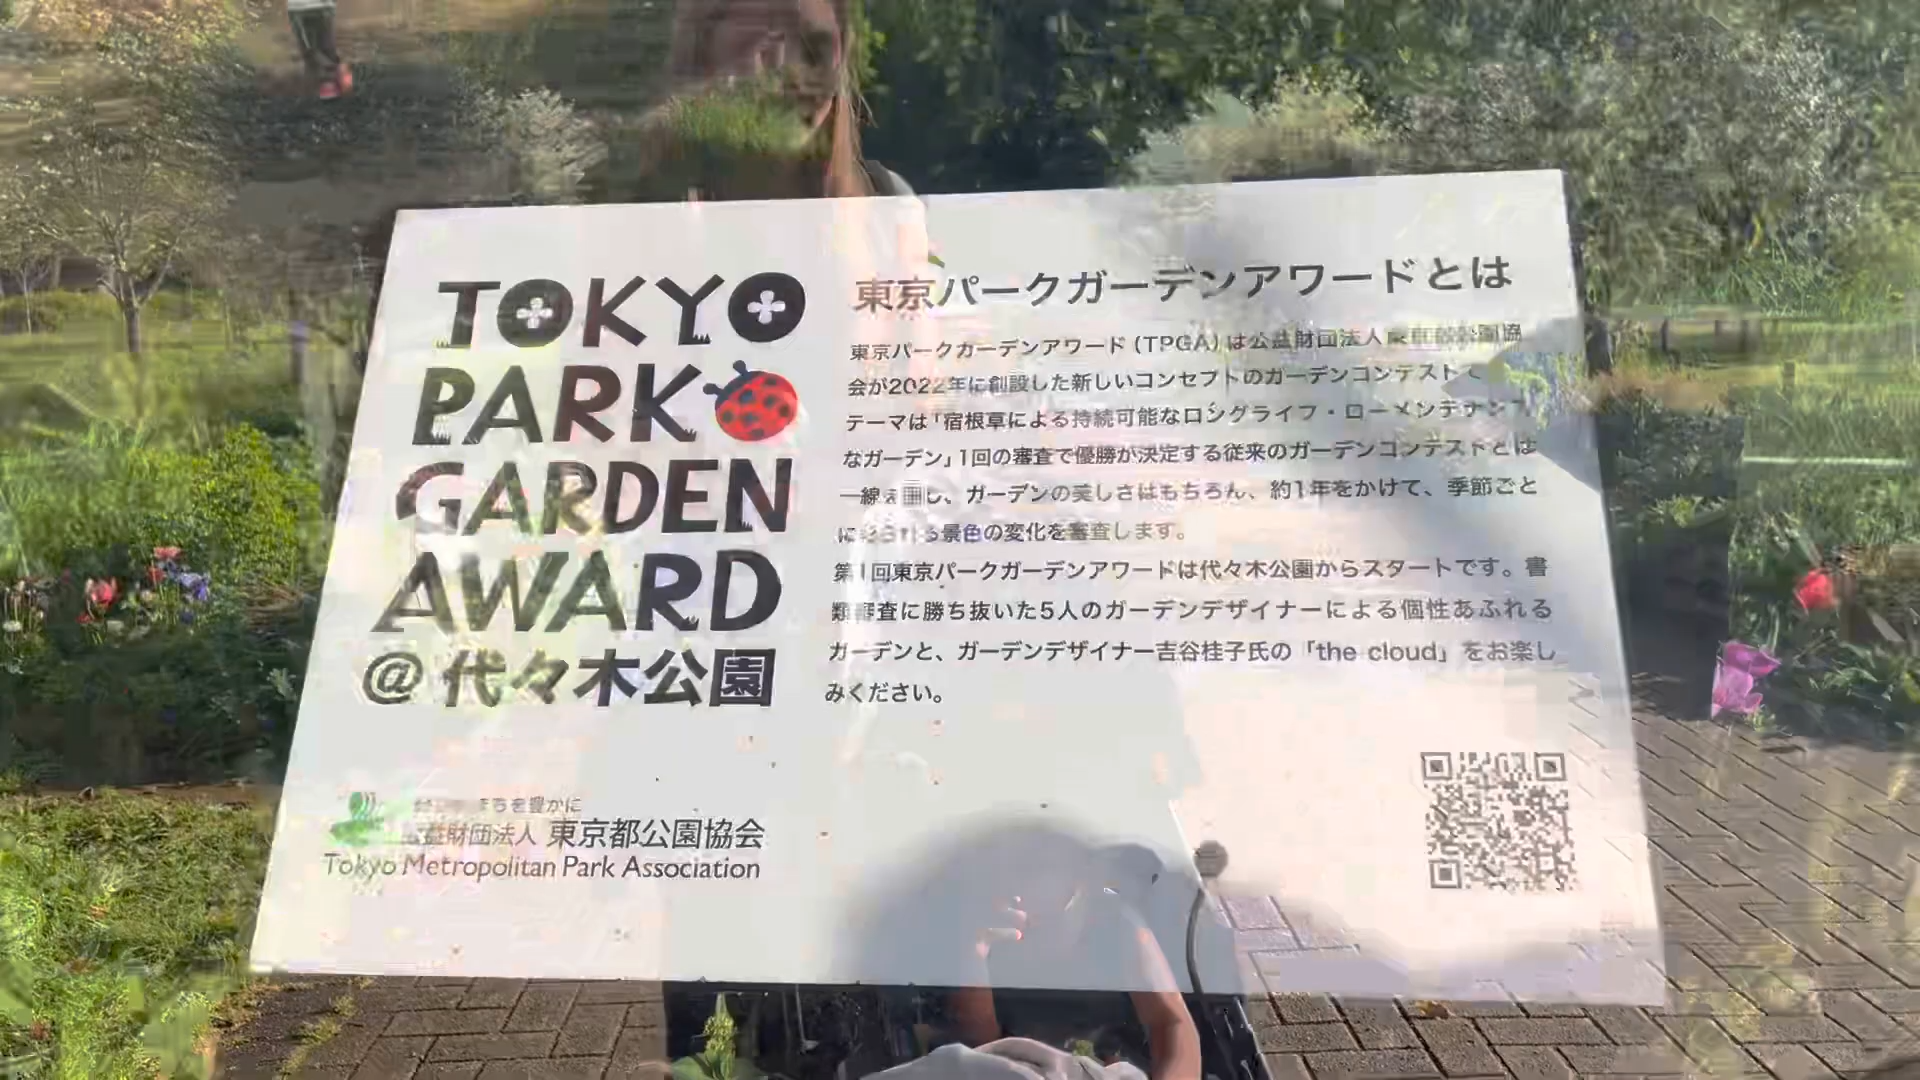 TOKYO
PARK
GARDEN
AWARD
@代々木公園
東京パークガーデンアワードとは
東京パークガーデンアワード(TPGA)は公益財団法人東京都公園協
会が2022年に創設した新しいコンセプトのガーデンコンテストで
テーマは「宿根草による持続可能なロングライフ・ローメンテナンス
なガーデン」1回の審査で優勝が決定する従来のガーデンコンテストとは
一線を画し、ガーデンの美しさはもちろん、約1年をかけて、季節ごと
景色の変化を審査します。
第1回東京パークガーデンアワードは代々木公園からスタートです。書
類審査に勝ち抜いた5人のガーデンデザイナーによる個性あふれる
ガーデンと、ガーデンデザイナー吉谷桂子氏の「the cloud」をお楽し
みください。
まちを豊かに
公益財団法人 東京都公園協会
Tokyo Metropolitan Park Association